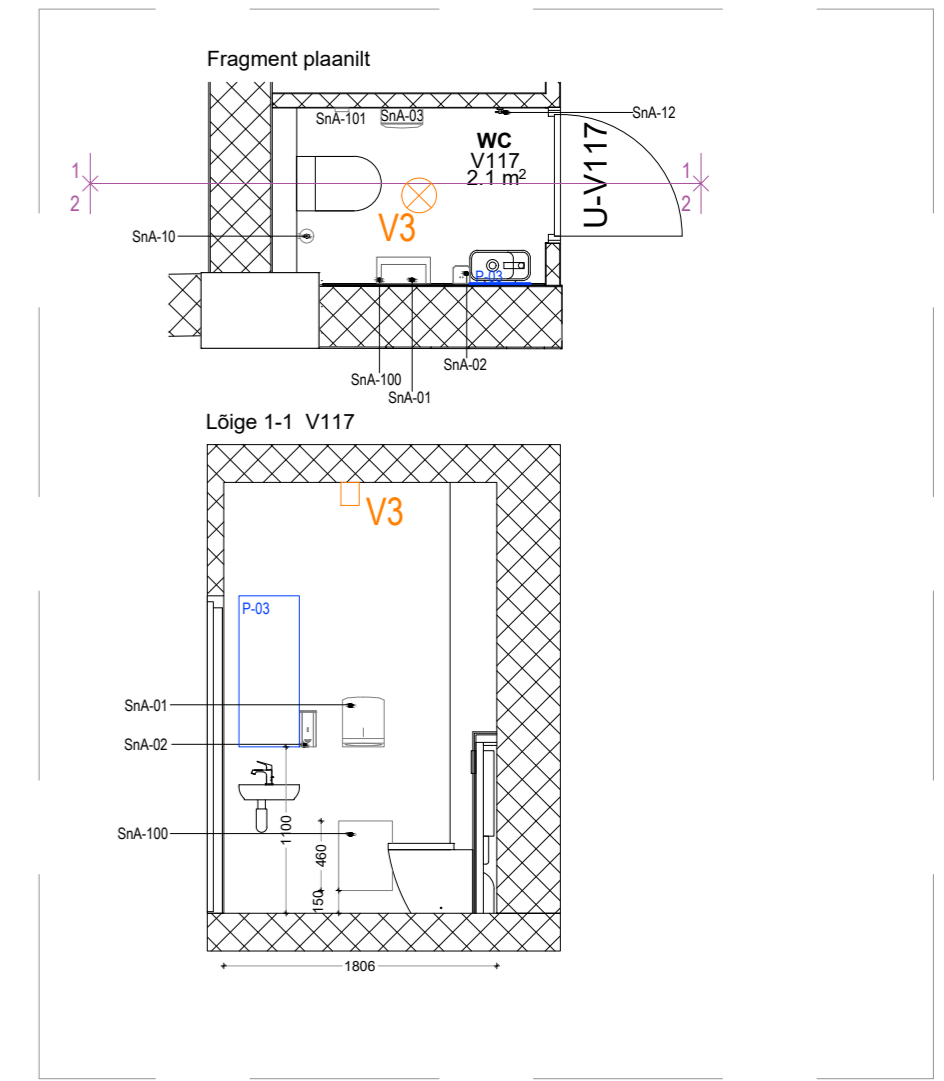 Fragment plaanilt
SnA-101
SnA-03
SnA-12
WC
V117
2.1 m²
U-V117
1
2
1
2
SnA-10
V3
P-03
SnA-02
SnA-100
SnA-01
Lõige 1-1 V117
V3
P-03
SnA-01
SnA-02
SnA-100
1100
460
150
1806